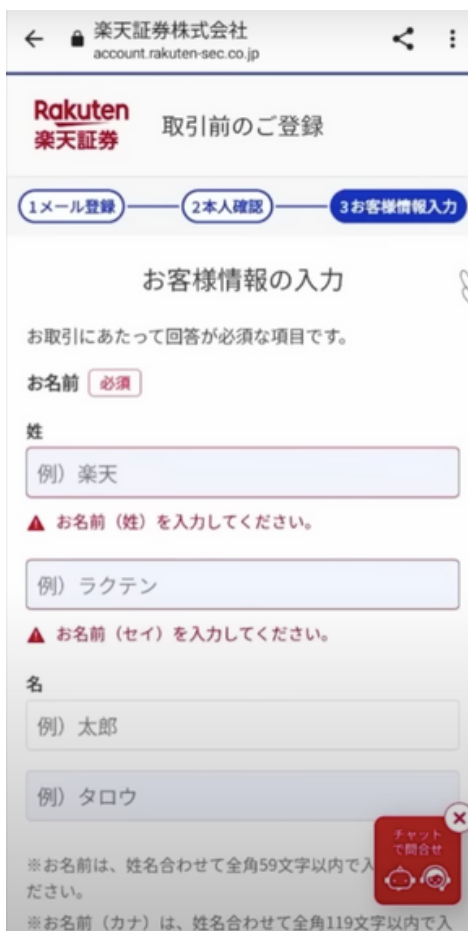 楽天証券株式会社
account.rakuten-sec.co.jp
Rakuten
楽天証券
取引前のご登録
1メール登録
2本人確認
3お客様情報入力
お客様情報の入力
お取引にあたって回答が必須な項目です。
お名前 必須
姓
例）楽天
お名前（姓）を入力してください。
例）ラクテン
お名前（セイ）を入力してください。
名
例）太郎
例）タロウ
チャット
で問合せ
※お名前は、姓名合わせて全角59文字以内で入
ださい。
※お名前（カナ）は、姓名合わせて全角119文字以内で入